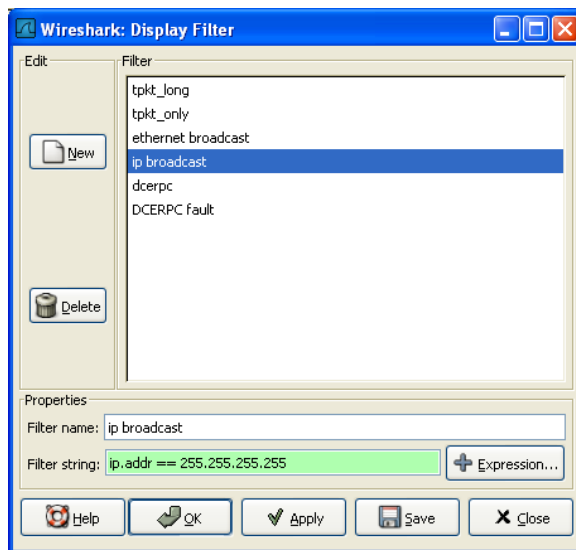 Wireshark: Display Filter
Edit
Filter
New
Delete
tpkt_long
tpkt_only
ethernet broadcast
ip broadcast
dcerpc
DCERPC fault
Properties
Filter name: ip broadcast
Filter string: ip.addr == 255.255.255.255 Expression...
Help OK Apply Save Close